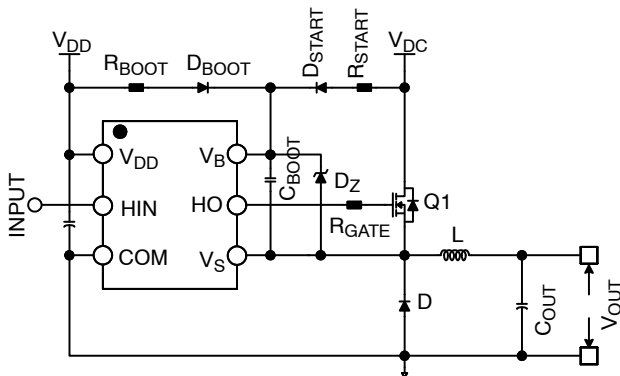 VDD
RBOOT
DBOOT
DSTART
RSTART
VDC
VDD
VB
CBOOT
DZ
INPUT
HIN
HO
RGATE
Q1
COM
VS
L
D
COUT
VOUT